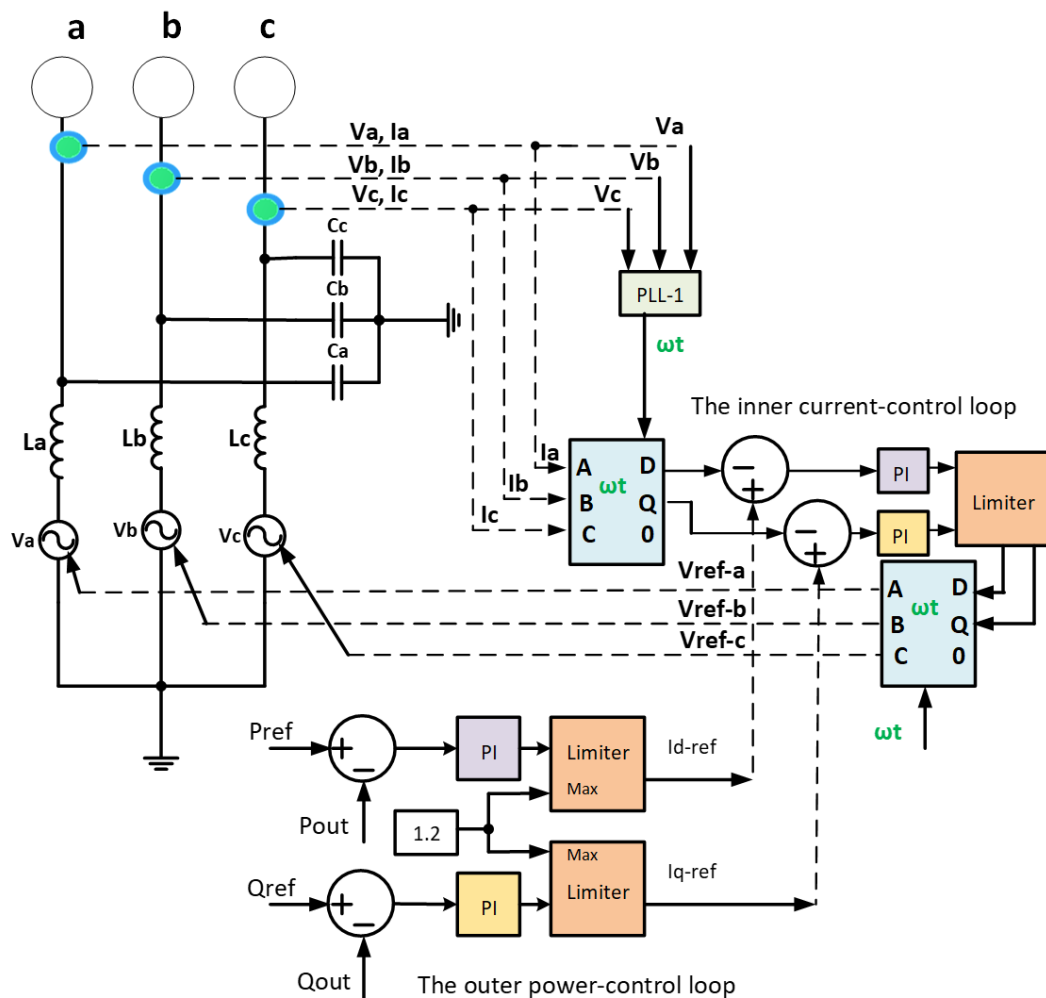 a b c
Va, Ia
Va
Vb, Ib
Vb
Vc, Ic
Vc
Cc
Cb
Ca
PLL-1
ωt
The inner current-control loop
La
Lb
Lc
Ia
Ib
Ic
A
B
C
ωt
D
Q
0
PI
PI
Limiter
Va
Vb
Vc
Vref-a
Vref-b
Vref-c
A
B
C
ωt
D
Q
0
ωt
Pref
Pout
PI
Limiter
Max
Id-ref
1.2
Qref
Qout
PI
Max
Limiter
Iq-ref
The outer power-control loop